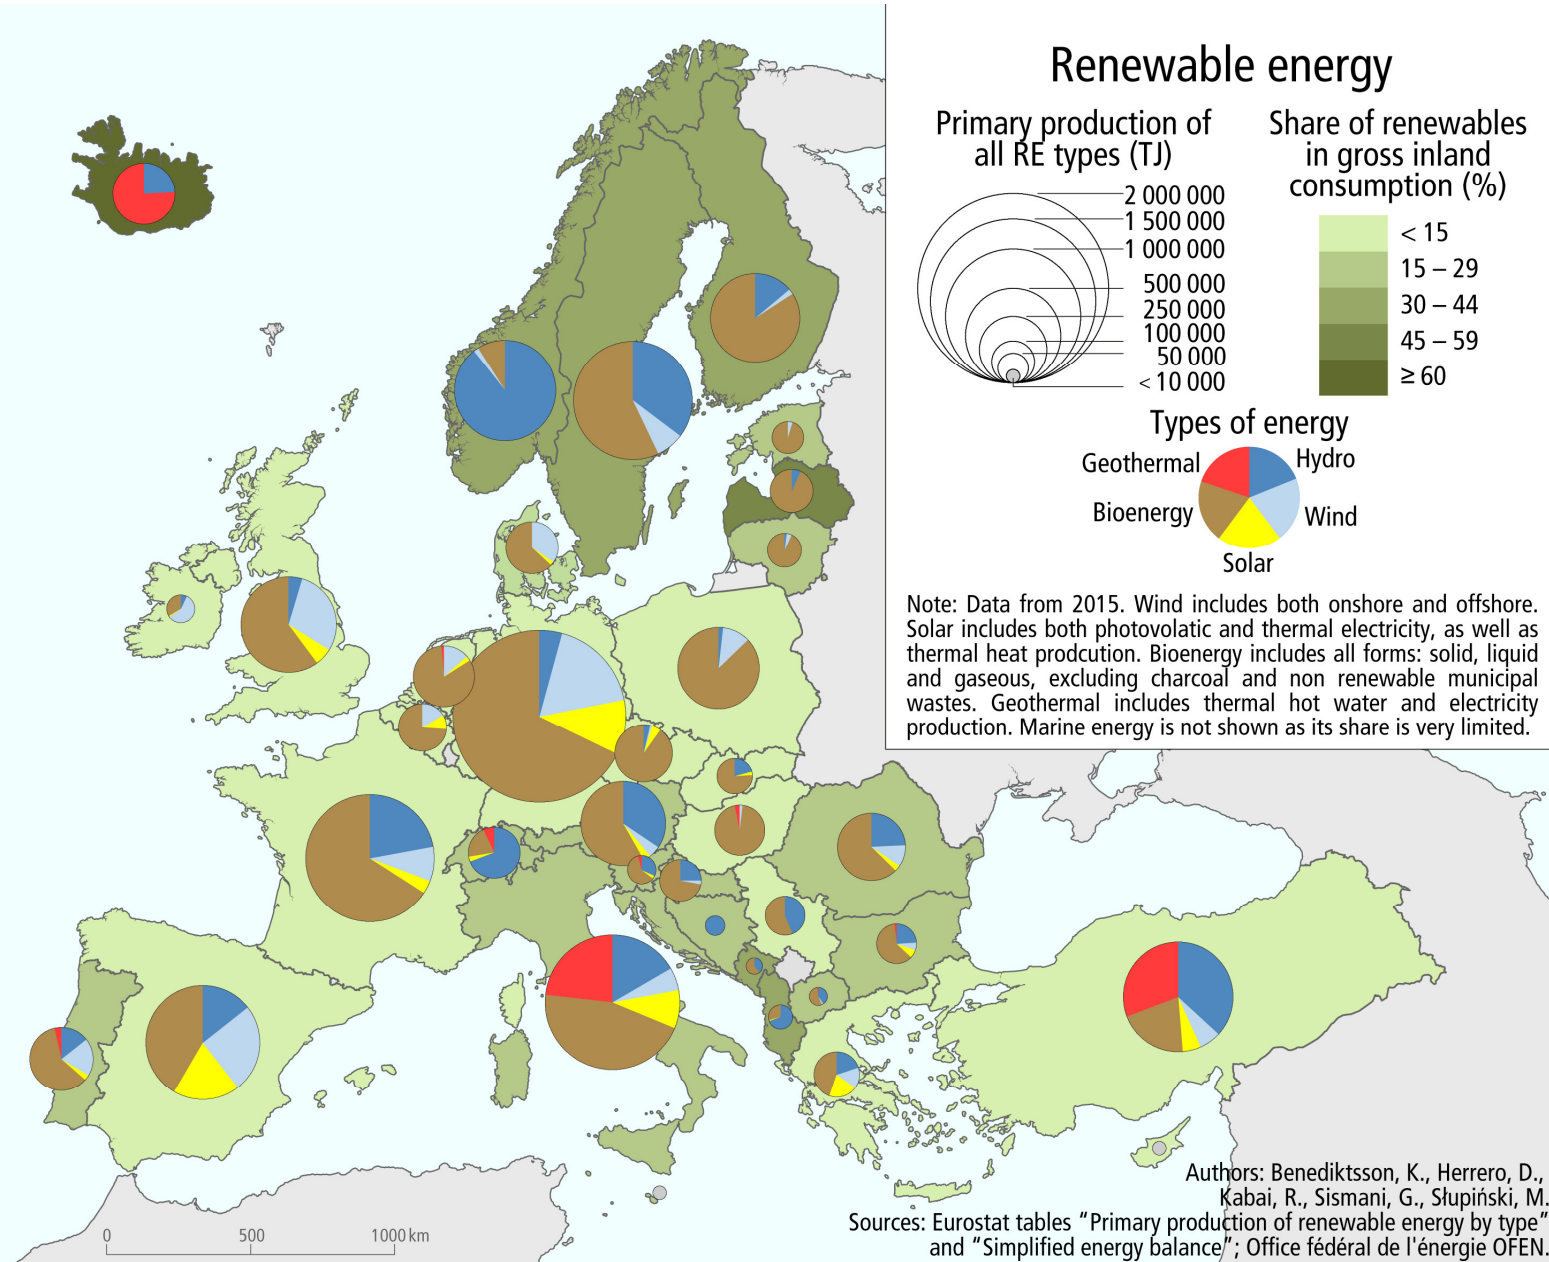 Renewable energy
Primary production of
all RE types (TJ)
2 000 000
1 500 000
1 000 000
500 000
250 000
100 000
50 000
< 10 000
Share of renewables
in gross inland
consumption (%)
< 15
15 – 29
30 – 44
45 – 59
≥ 60
Types of energy
Geothermal
Hydro
Bioenergy
Wind
Solar
Note: Data from 2015. Wind includes both onshore and offshore.
Solar includes both photovolatic and thermal electricity, as well as
thermal heat prodcution. Bioenergy includes all forms: solid, liquid
and gaseous, excluding charcoal and non renewable municipal
wastes. Geothermal includes thermal hot water and electricity
production. Marine energy is not shown as its share is very limited.
Authors: Benediktsson, K., Herrero, D.,
Kabai, R., Sismani, G., Słupiński, M.
Sources: Eurostat tables “Primary production of renewable energy by type”
and “Simplified energy balance”; Office fédéral de l'énergie OFEN.
0 500 1000 km